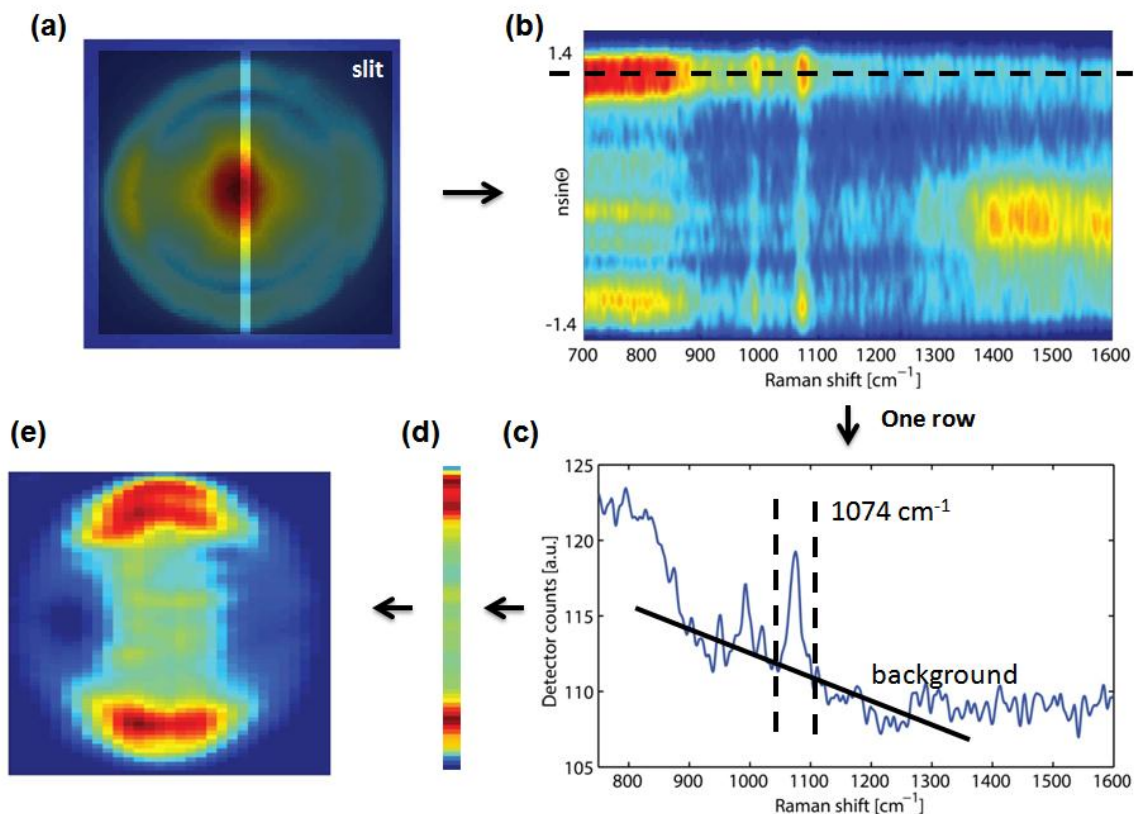 (a)
slit
(b)
1.4
nsinΘ
-1.4
700 800 900 1000 1100 1200 1300 1400 1500 1600
Raman shift [cm⁻¹]
One row
(e)
(d)
(c)
125
120
115
110
105
Detector counts [a.u.]
1074 cm⁻¹
background
800 900 1000 1100 1200 1300 1400 1500 1600
Raman shift [cm⁻¹]